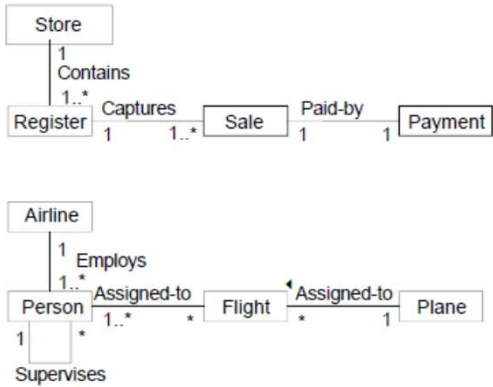 Store
1
Contains
1..*
Register
Captures
1
1..*
Sale
Paid-by
1
1
Payment
Airline
1
Employs
1..*
Person
Assigned-to
1..*
*
Flight
Assigned-to
*
1
Plane
1
*
Supervises